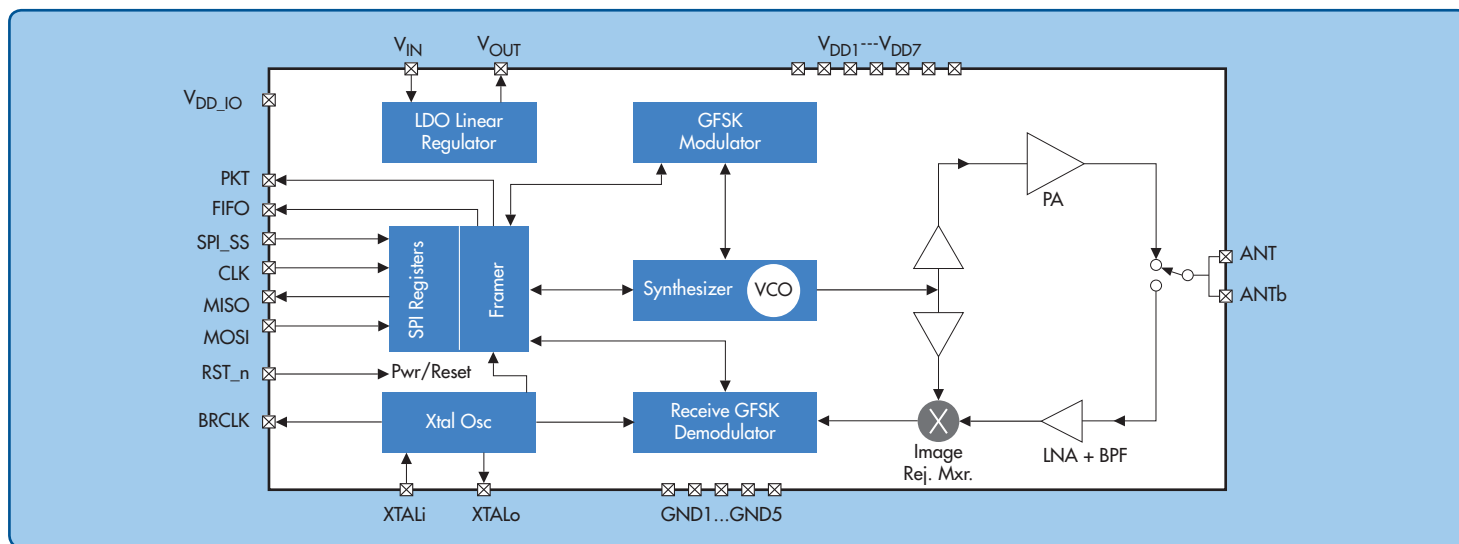 VIN
VOUT
VDD1---VDD7
VDD_IO
LDO Linear
Regulator
GFSK
Modulator
PKT
FIFO
SPI_SS
CLK
MISO
MOSI
RST_n
BRCLK
SPI Registers
Framer
Pwr/Reset
Synthesizer
VCO
PA
ANT
ANTb
Xtal Osc
Receive GFSK
Demodulator
X
Image
Rej. Mxr.
LNA + BPF
XTALi
XTALo
GND1...GND5